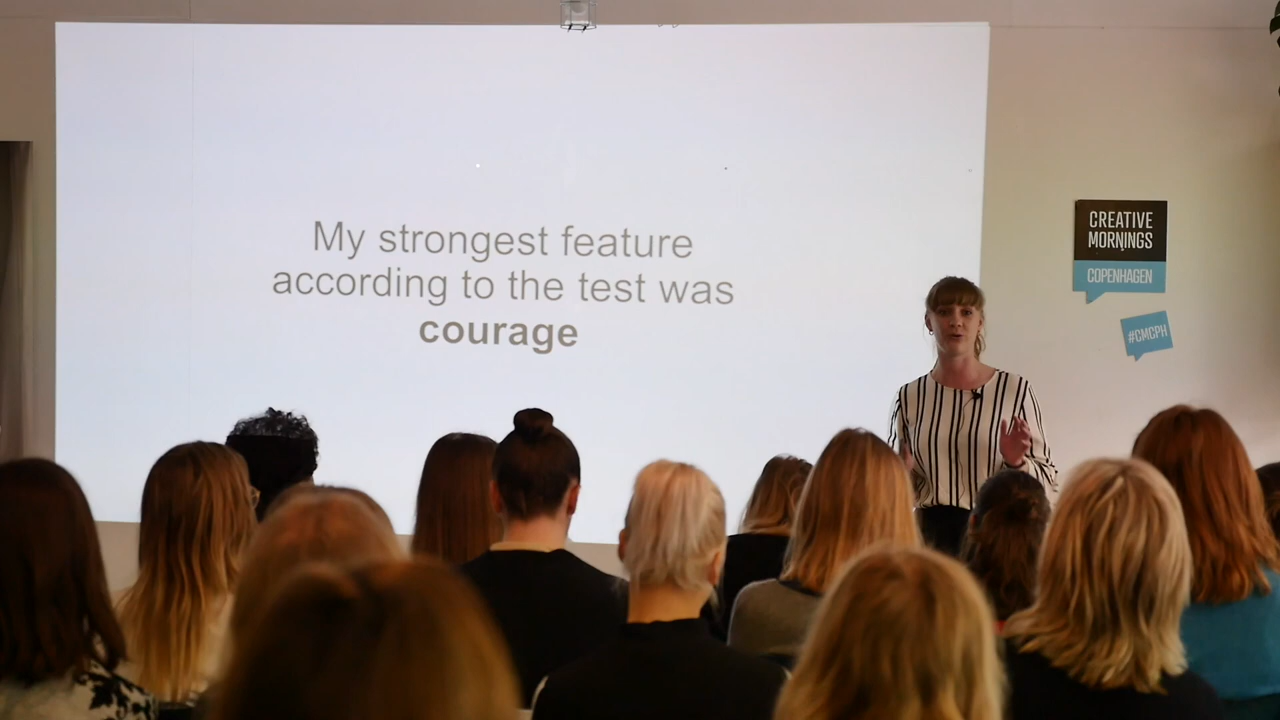 My strongest feature
according to the test was
courage
CREATIVE
MORNINGS
COPENHAGEN
#CMCPH